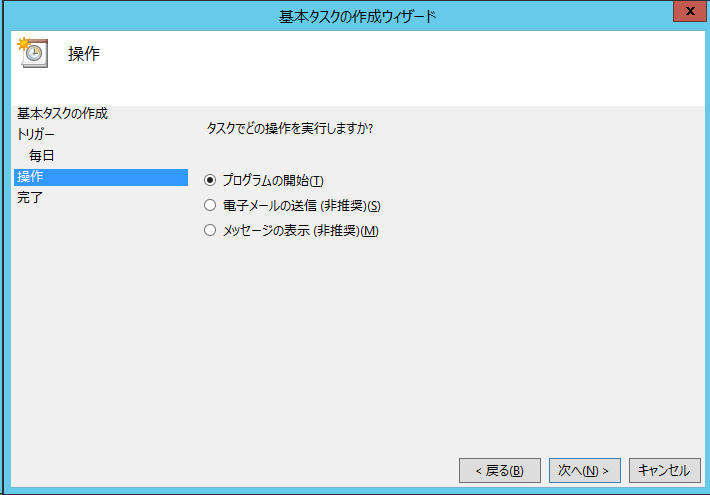 基本タスクの作成ウィザード
x
操作
基本タスクの作成
トリガー
毎日
操作
完了
タスクでどの操作を実行しますか?
プログラムの開始(T)
電子メールの送信 (非推奨)(S)
メッセージの表示 (非推奨)(M)
< 戻る(B)
次へ(N) >
キャンセル